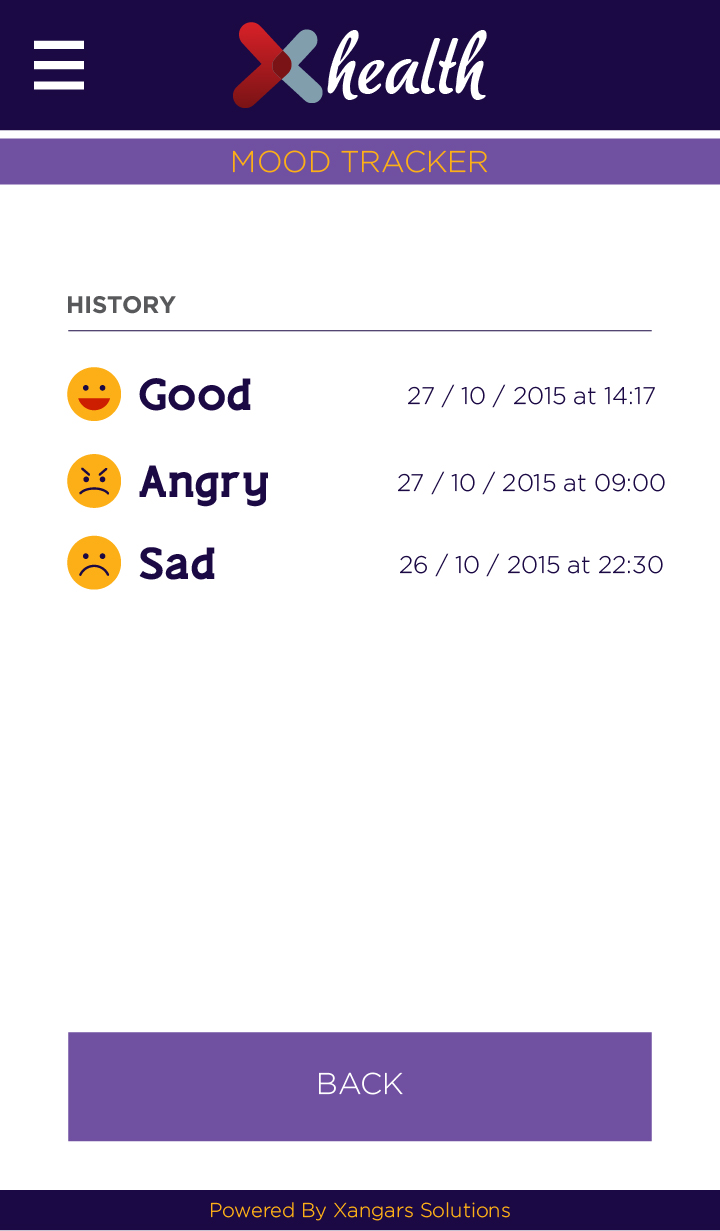 X health
MOOD TRACKER
HISTORY
Good 27 / 10 / 2015 at 14:17
Angry 27 / 10 / 2015 at 09:00
Sad 26 / 10 / 2015 at 22:30
BACK
Powered By Xangars Solutions